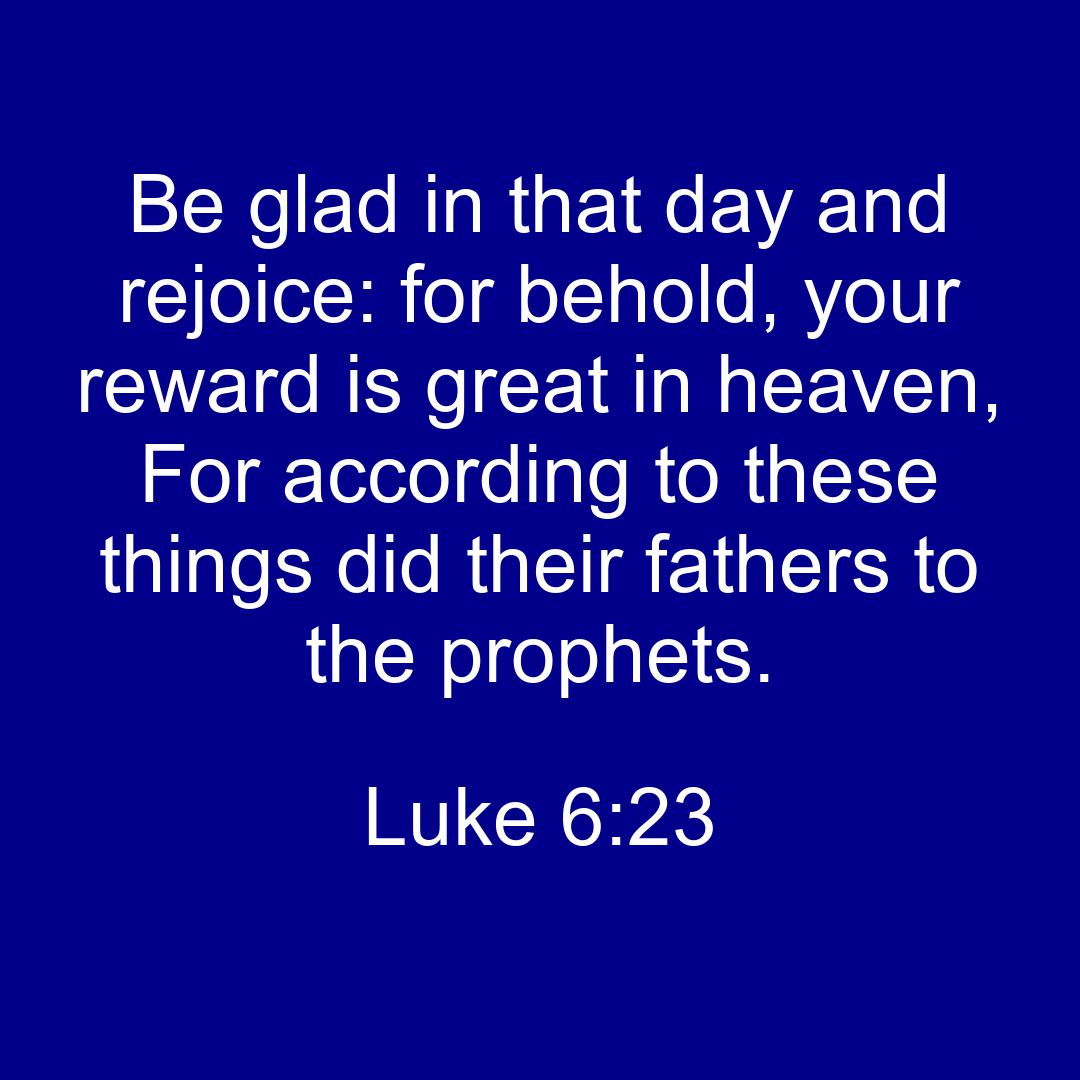 Be glad in that day and
rejoice: for behold, your
reward is great in heaven,
For according to these
things did their fathers to
the prophets.
Luke 6:23